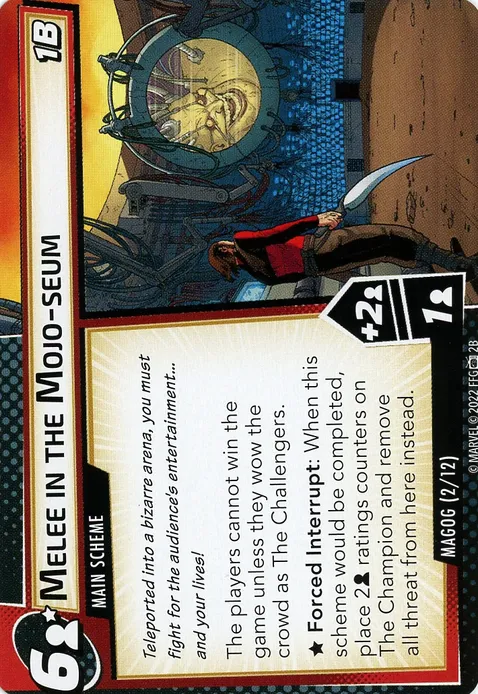 MELEE IN THE MOJO-SEUM
1B
6
MAIN SCHEME
Teleported into a bizarre arena, you must
fight for the audience's entertainment...
and your lives!
The players cannot win the
game unless they wow the
crowd as The Challengers.
★ Forced Interrupt: When this
scheme would be completed,
place 2 ratings counters on
The Champion and remove
all threat from here instead.
+2
1
MAGOG (2/12)
© MARVEL © 2022 FFG 2B